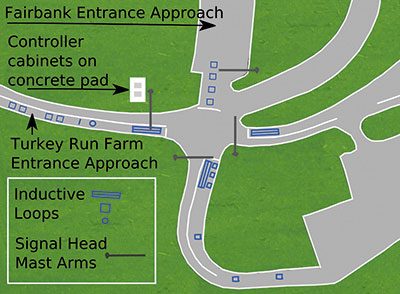 Fairbank Entrance Approach
Controller
cabinets on
concrete pad
Turkey Run Farm
Entrance Approach
Inductive
Loops
Signal Head
Mast Arms